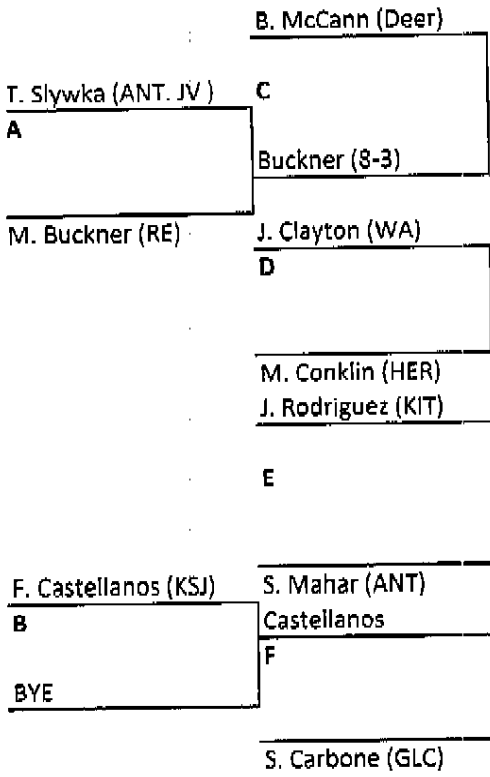 B. McCann (Deer)
T. Slywka (ANT. JV )
C
A
Buckner (8-3)
M. Buckner (RE)
J. Clayton (WA)
D
M. Conklin (HER)
J. Rodriguez (KIT)
E
F. Castellanos (KSJ)
S. Mahar (ANT)
B
Castellanos
F
BYE
S. Carbone (GLC)